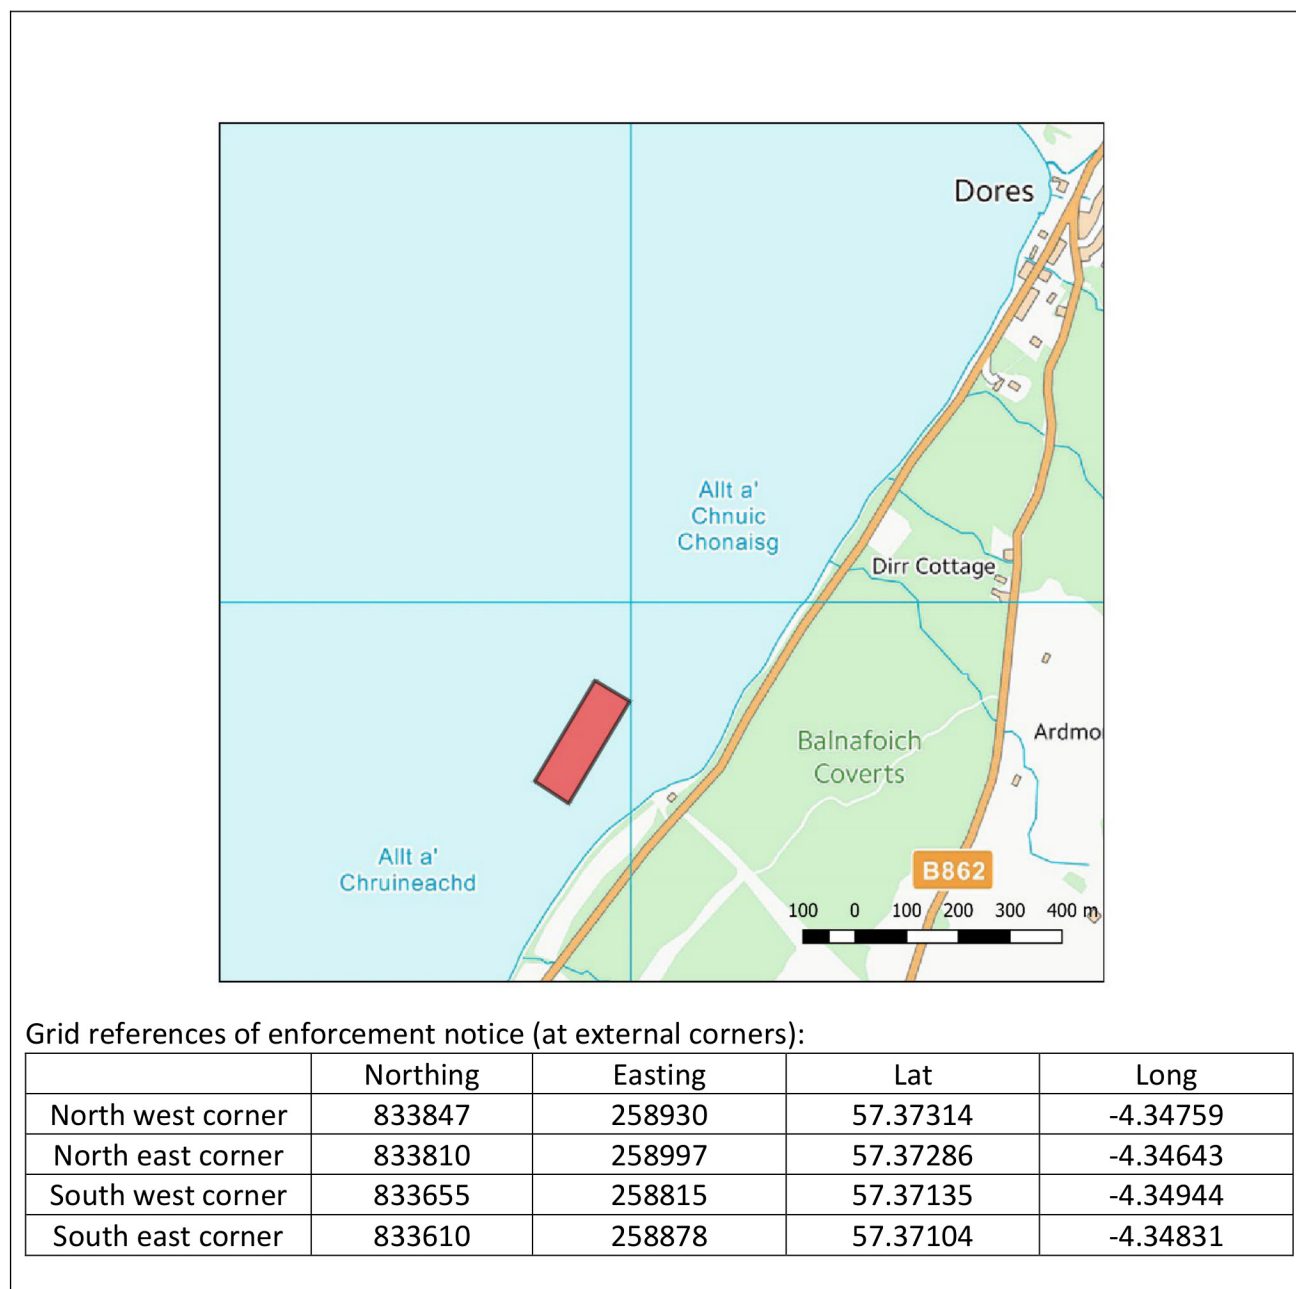 Dores
Allt a'
Chnuic
Chonaisg
Dirr Cottage
Balnafoich
Coverts
Ardmo
Allt a'
Chruineachd
B862
100 0 100 200 300 400 m
Grid references of enforcement notice (at external corners):
Northing Easting Lat Long
North west corner 833847 258930 57.37314 -4.34759
North east corner 833810 258997 57.37286 -4.34643
South west corner 833655 258815 57.37135 -4.34944
South east corner 833610 258878 57.37104 -4.34831